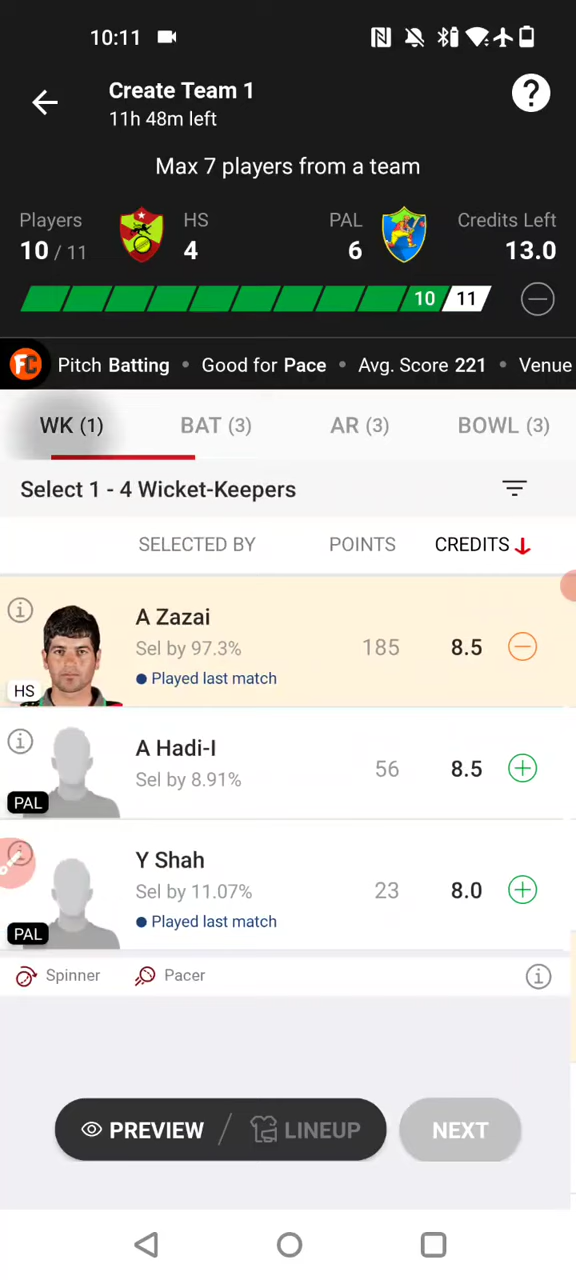 10:11
Create Team 1
11h 48m left
?
Max 7 players from a team
Players HS PAL Credits Left
10 / 11 4 6 13.0
10 11
FC Pitch Batting • Good for Pace • Avg. Score 221 • Venue
WK (1) BAT (3) AR (3) BOWL (3)
Select 1 - 4 Wicket-Keepers
SELECTED BY POINTS CREDITS
A Zazai
Sel by 97.3% 185 8.5
Played last match
HS
A Hadi-I
Sel by 8.91% 56 8.5
PAL
Y Shah
Sel by 11.07% 23 8.0
Played last match
PAL
Spinner Pacer
PREVIEW / LINEUP NEXT